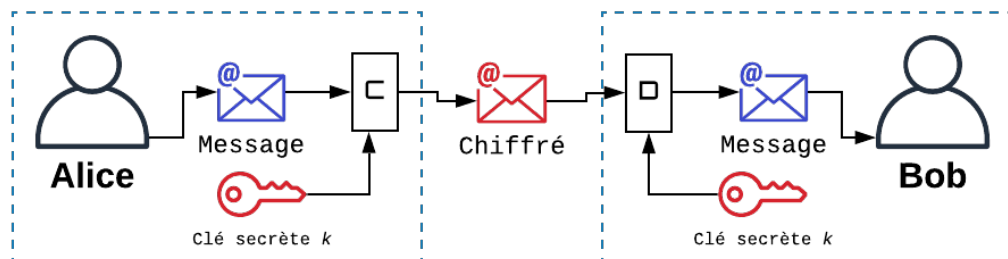 @
Message
Alice
C
Clé secrète k
@
Chiffré
D
@
Message
Bob
Clé secrète k